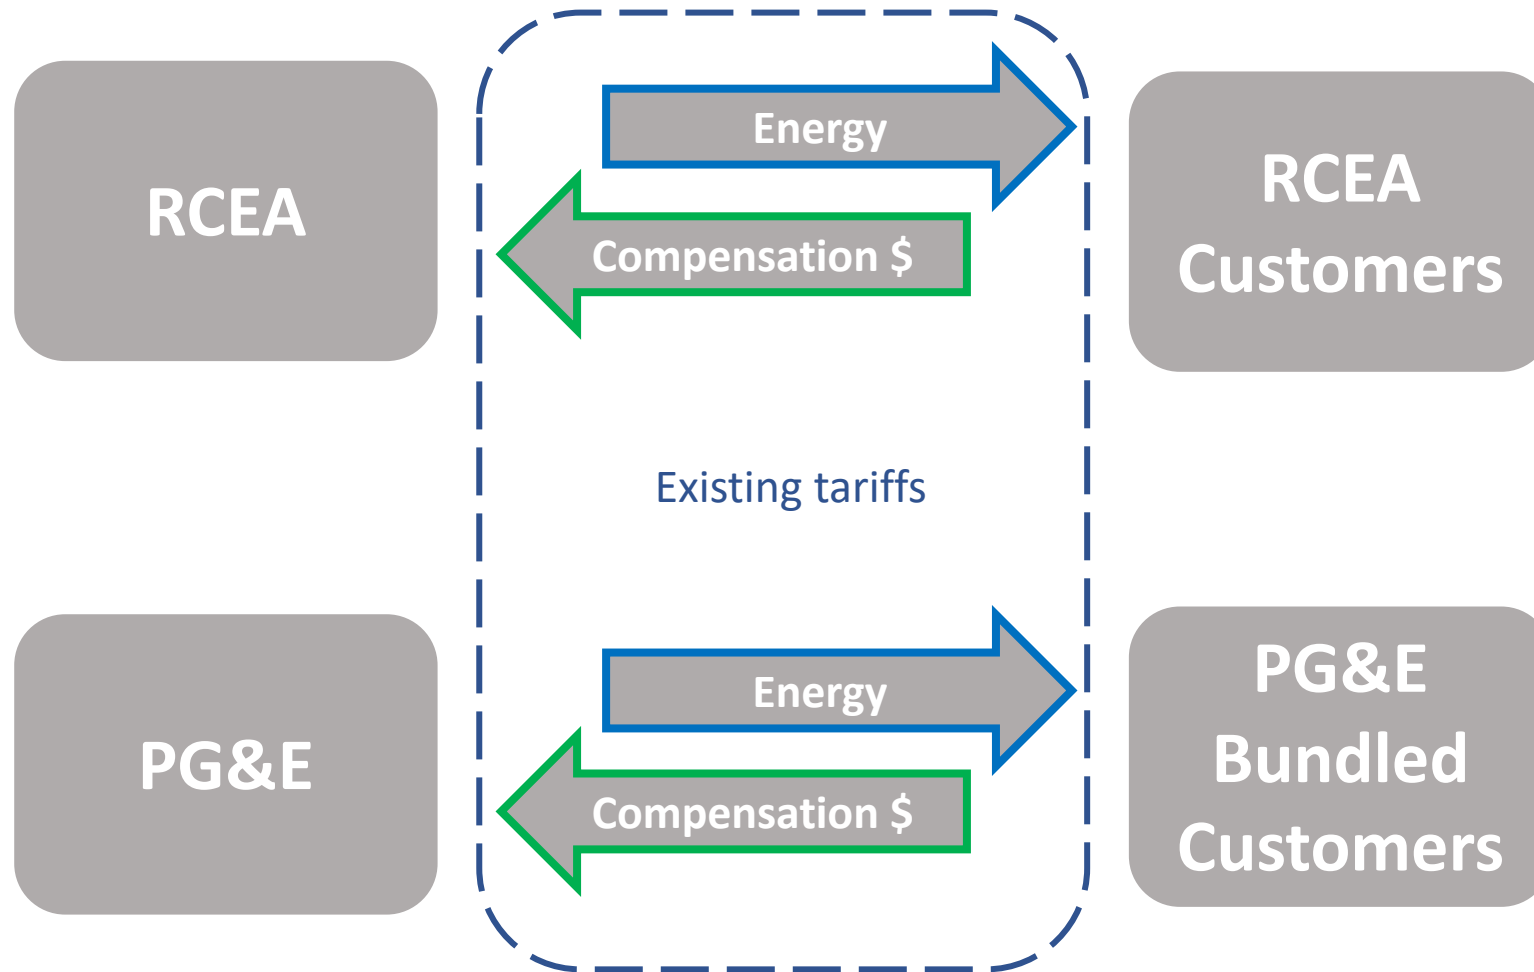 RCEA
Energy
Compensation $
RCEA
Customers
Existing tariffs
PG&E
Energy
Compensation $
PG&E
Bundled
Customers